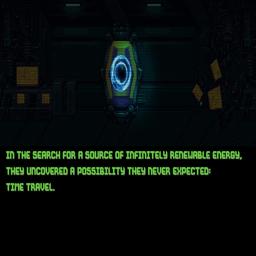 IN THE SEARCH FOR A SOURCE OF INFINITELY RENEWABLE ENERGY,
THEY UNCOVERED A POSSIBILITY THEY NEVER EXPECTED:
TIME TRAVEL.